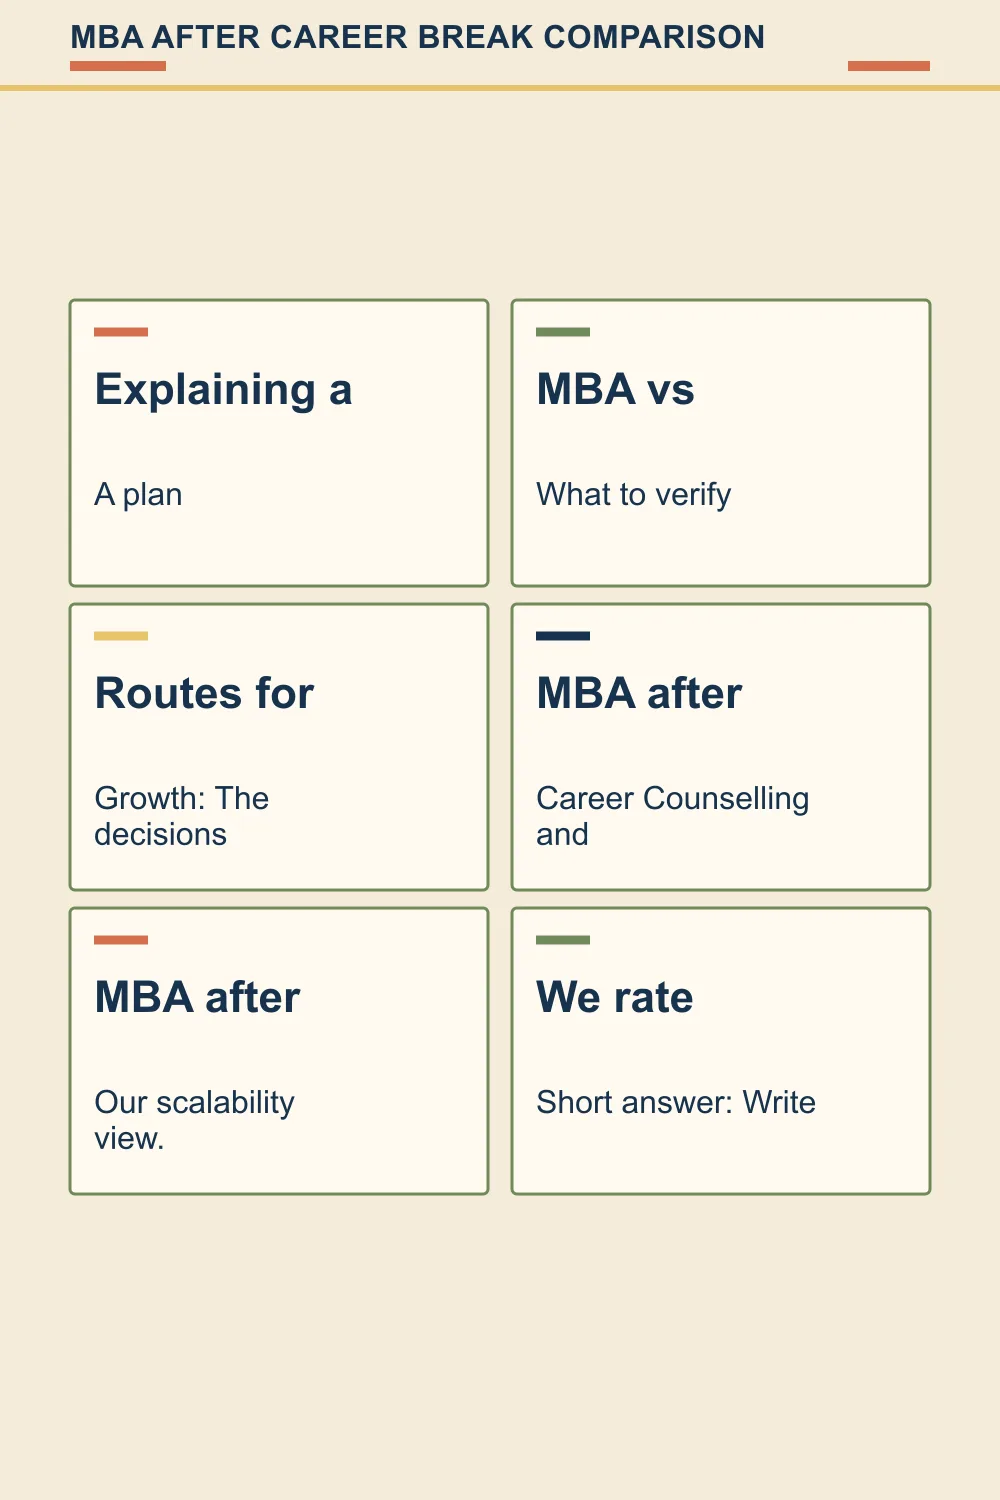 MBA AFTER CAREER BREAK COMPARISON
Explaining a
A plan
MBA vs
What to verify
Routes for
Growth: The
decisions
MBA after
Career Counselling
and
MBA after
Our scalability
view.
We rate
Short answer: Write